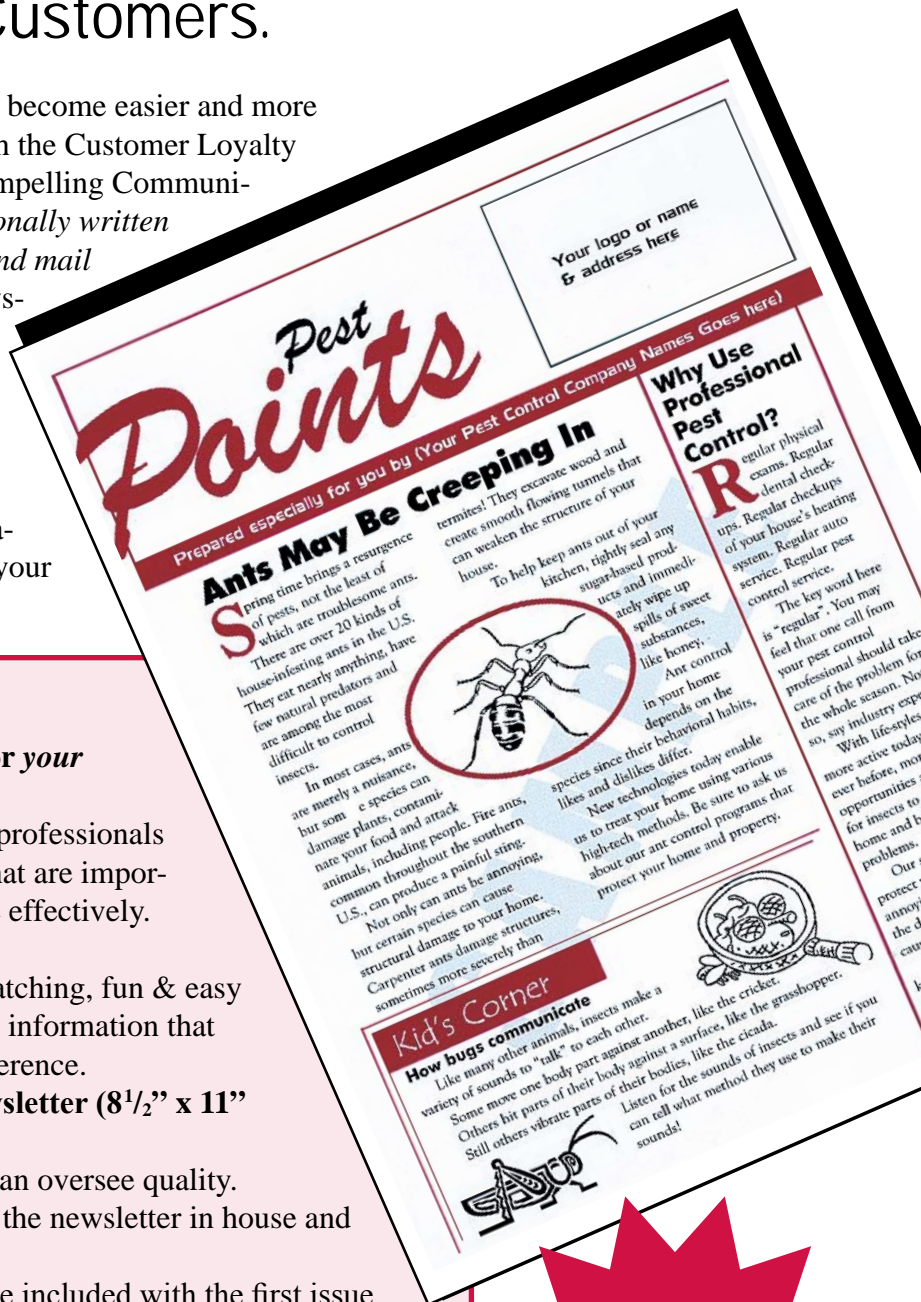 Customers.
become easier and more
the Customer Loyalty
mpelling Communi-
onally written
nd mail
s-
a-
your
r your
professionals
hat are impor-
effectively.
atching, fun & easy
information that
erence.
sletter (8 1/2” x 11”
an oversee quality.
the newsletter in house and
e included with the first issue
Your logo or name
& address here
Pest
Points
Prepared especially for you by (Your Pest Control Company Names Goes here)
Ants May Be Creeping In
Spring time brings a resurgence
of pests, not the least of
which are troublesome ants.
There are over 20 kinds of
house-infesting ants in the U.S.
They eat nearly anything, have
few natural predators and
are among the most
difficult to control
insects.
In most cases, ants
are merely a nuisance,
but som e species can
damage plants, contami-
nate your food and attack
animals, including people. Fire ants,
common throughout the southern
U.S., can produce a painful sting.
Not only can ants be annoying,
but certain species can cause
structural damage to your home.
Carpenter ants damage structures,
sometimes more severely than
termites! They excavate wood and
create smooth flowing tunnels that
can weaken the structure of your
house.
To help keep ants out of your
kitchen, tightly seal any
sugar-based prod-
ucts and immedi-
ately wipe up
spills of sweet
substances,
like honey.
Ant control
in your home
depends on the
species since their behavioral habits,
likes and dislikes differ.
New technologies today enable
us to treat your home using various
high-tech methods. Be sure to ask us
about our ant control programs that
protect your home and property.
Why Use
Professional
Pest
Control?
Regular physical
exams. Regular
dental check-
ups. Regular checkups
of your house's heating
system. Regular auto
service. Regular pest
control service.
The key word here
is "regular". You may
feel that one call from
your pest control
professional should take
care of the problem for
the whole season. No
so, say industry exp
With life-styles
more active today
ever before, mo
opportunities
for insects to
home and
problems.
Our s
protect
annoy
the d
cau
Kid's Corner
How bugs communicate
Like many other animals, insects make a
variety of sounds to "talk" to each other.
Some move one body part against another, like the cricket.
Others hit parts of their body against a surface, like the grasshopper.
Still others vibrate parts of their bodies, like the cicada.
Listen for the sounds of insects and see if you
can tell what method they use to make their
sounds!